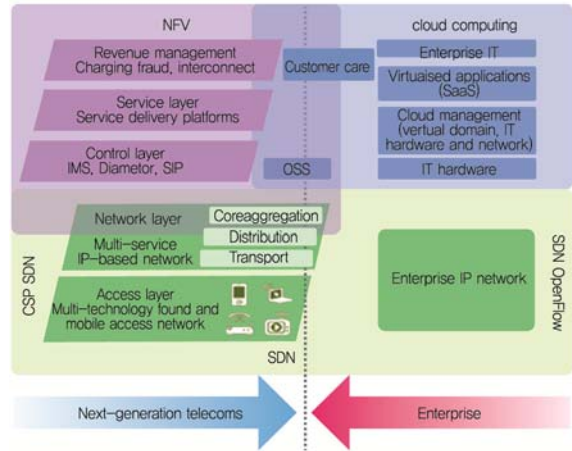 NFV
cloud computing
Revenue management
Charging fraud, interconnect
Customer care
Enterprise IT
Virtuaised applications
(SaaS)
Service layer
Service delivery platforms
Cloud management
(vertual domain, IT
hardware and network)
Control layer
IMS, Diametor, SIP
OSS
IT hardware
Network layer
Coreaggregation
Multi-service
IP-based network
Distribution
Transport
Enterprise IP network
CSP SDN
SDN OpenFlow
Access layer
Multi-technology found and
mobile access network
SDN
Next-generation telecoms
Enterprise